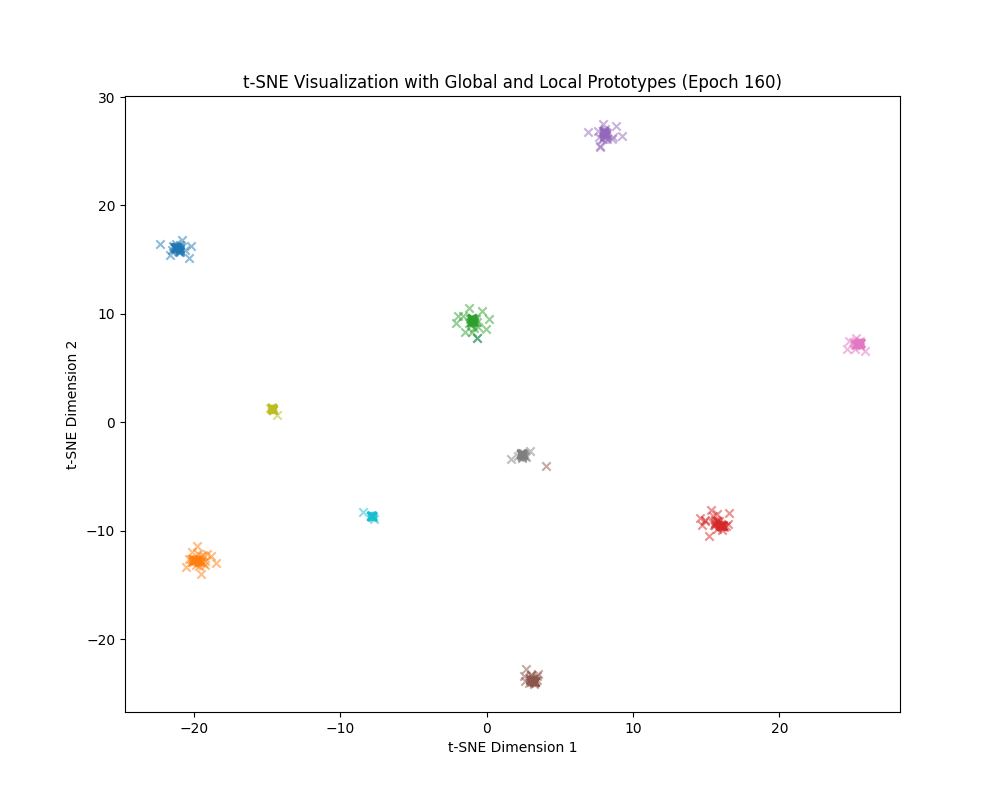 t-SNE Visualization with Global and Local Prototypes (Epoch 160)
30
20
10
0
−10
−20
t-SNE Dimension 2
−20 −10 0 10 20
t-SNE Dimension 1